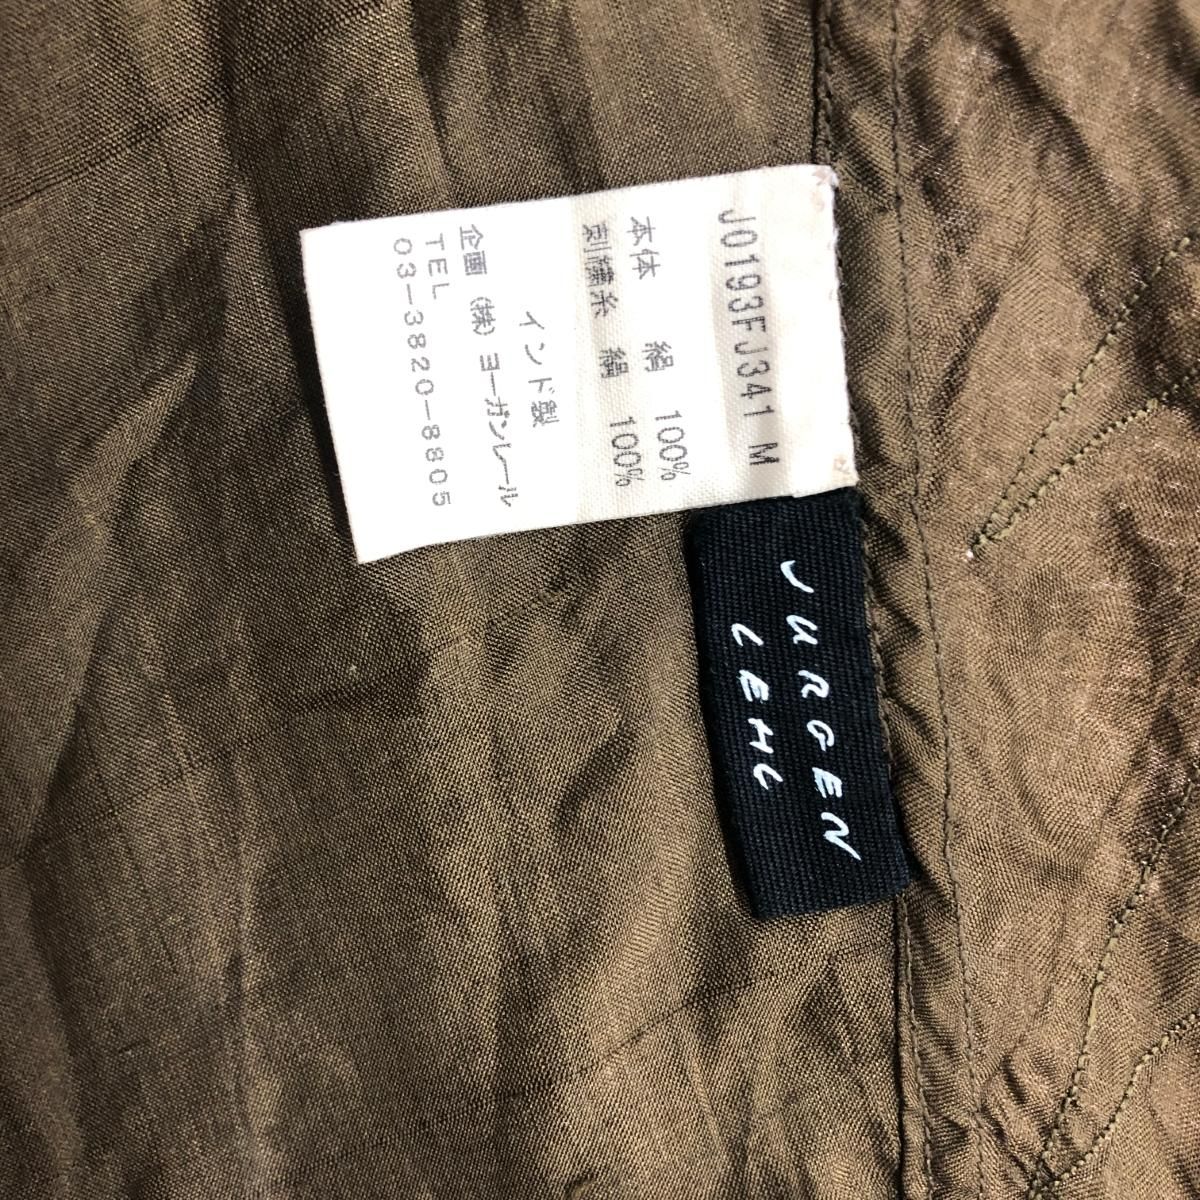 J0193FJ341 M
本体 絹 100%
刺繍糸 絹 100%
インド製
企画 (株) ヨーガンレール
TEL
03-3820-8805
JURGEN
LEHL